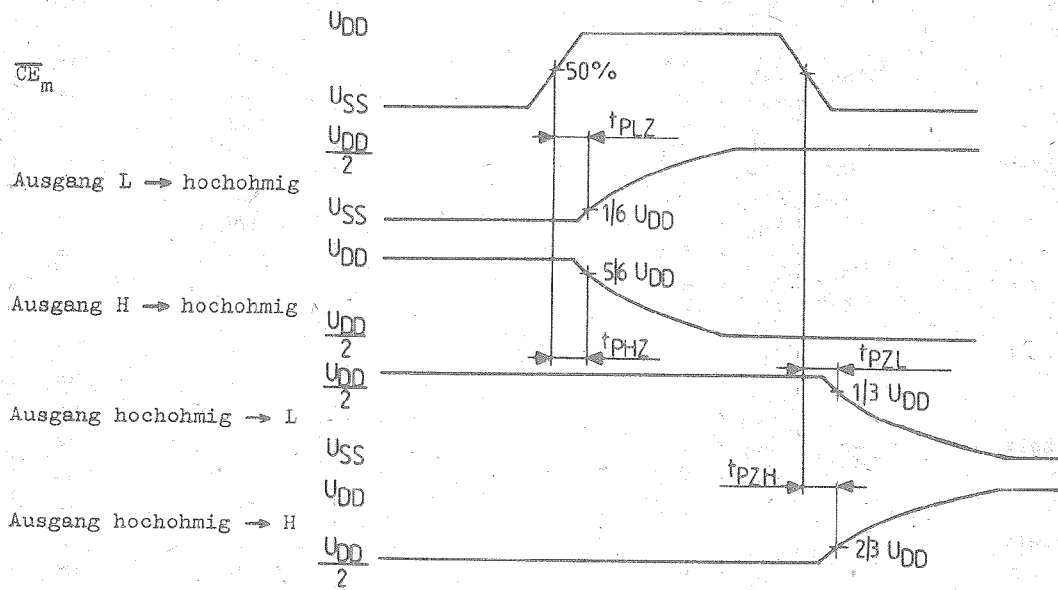 U_DD
C̅E̅_m
50%
U_SS
t_PLZ
U_DD/2
Ausgang L → hochohmig
U_SS
1/6 U_DD
U_DD
5/6 U_DD
Ausgang H → hochohmig
U_DD/2
t_PHZ
t_PZL
U_DD/2
1/3 U_DD
Ausgang hochohmig → L
U_SS
t_PZH
U_DD
Ausgang hochohmig → H
2/3 U_DD
U_DD/2